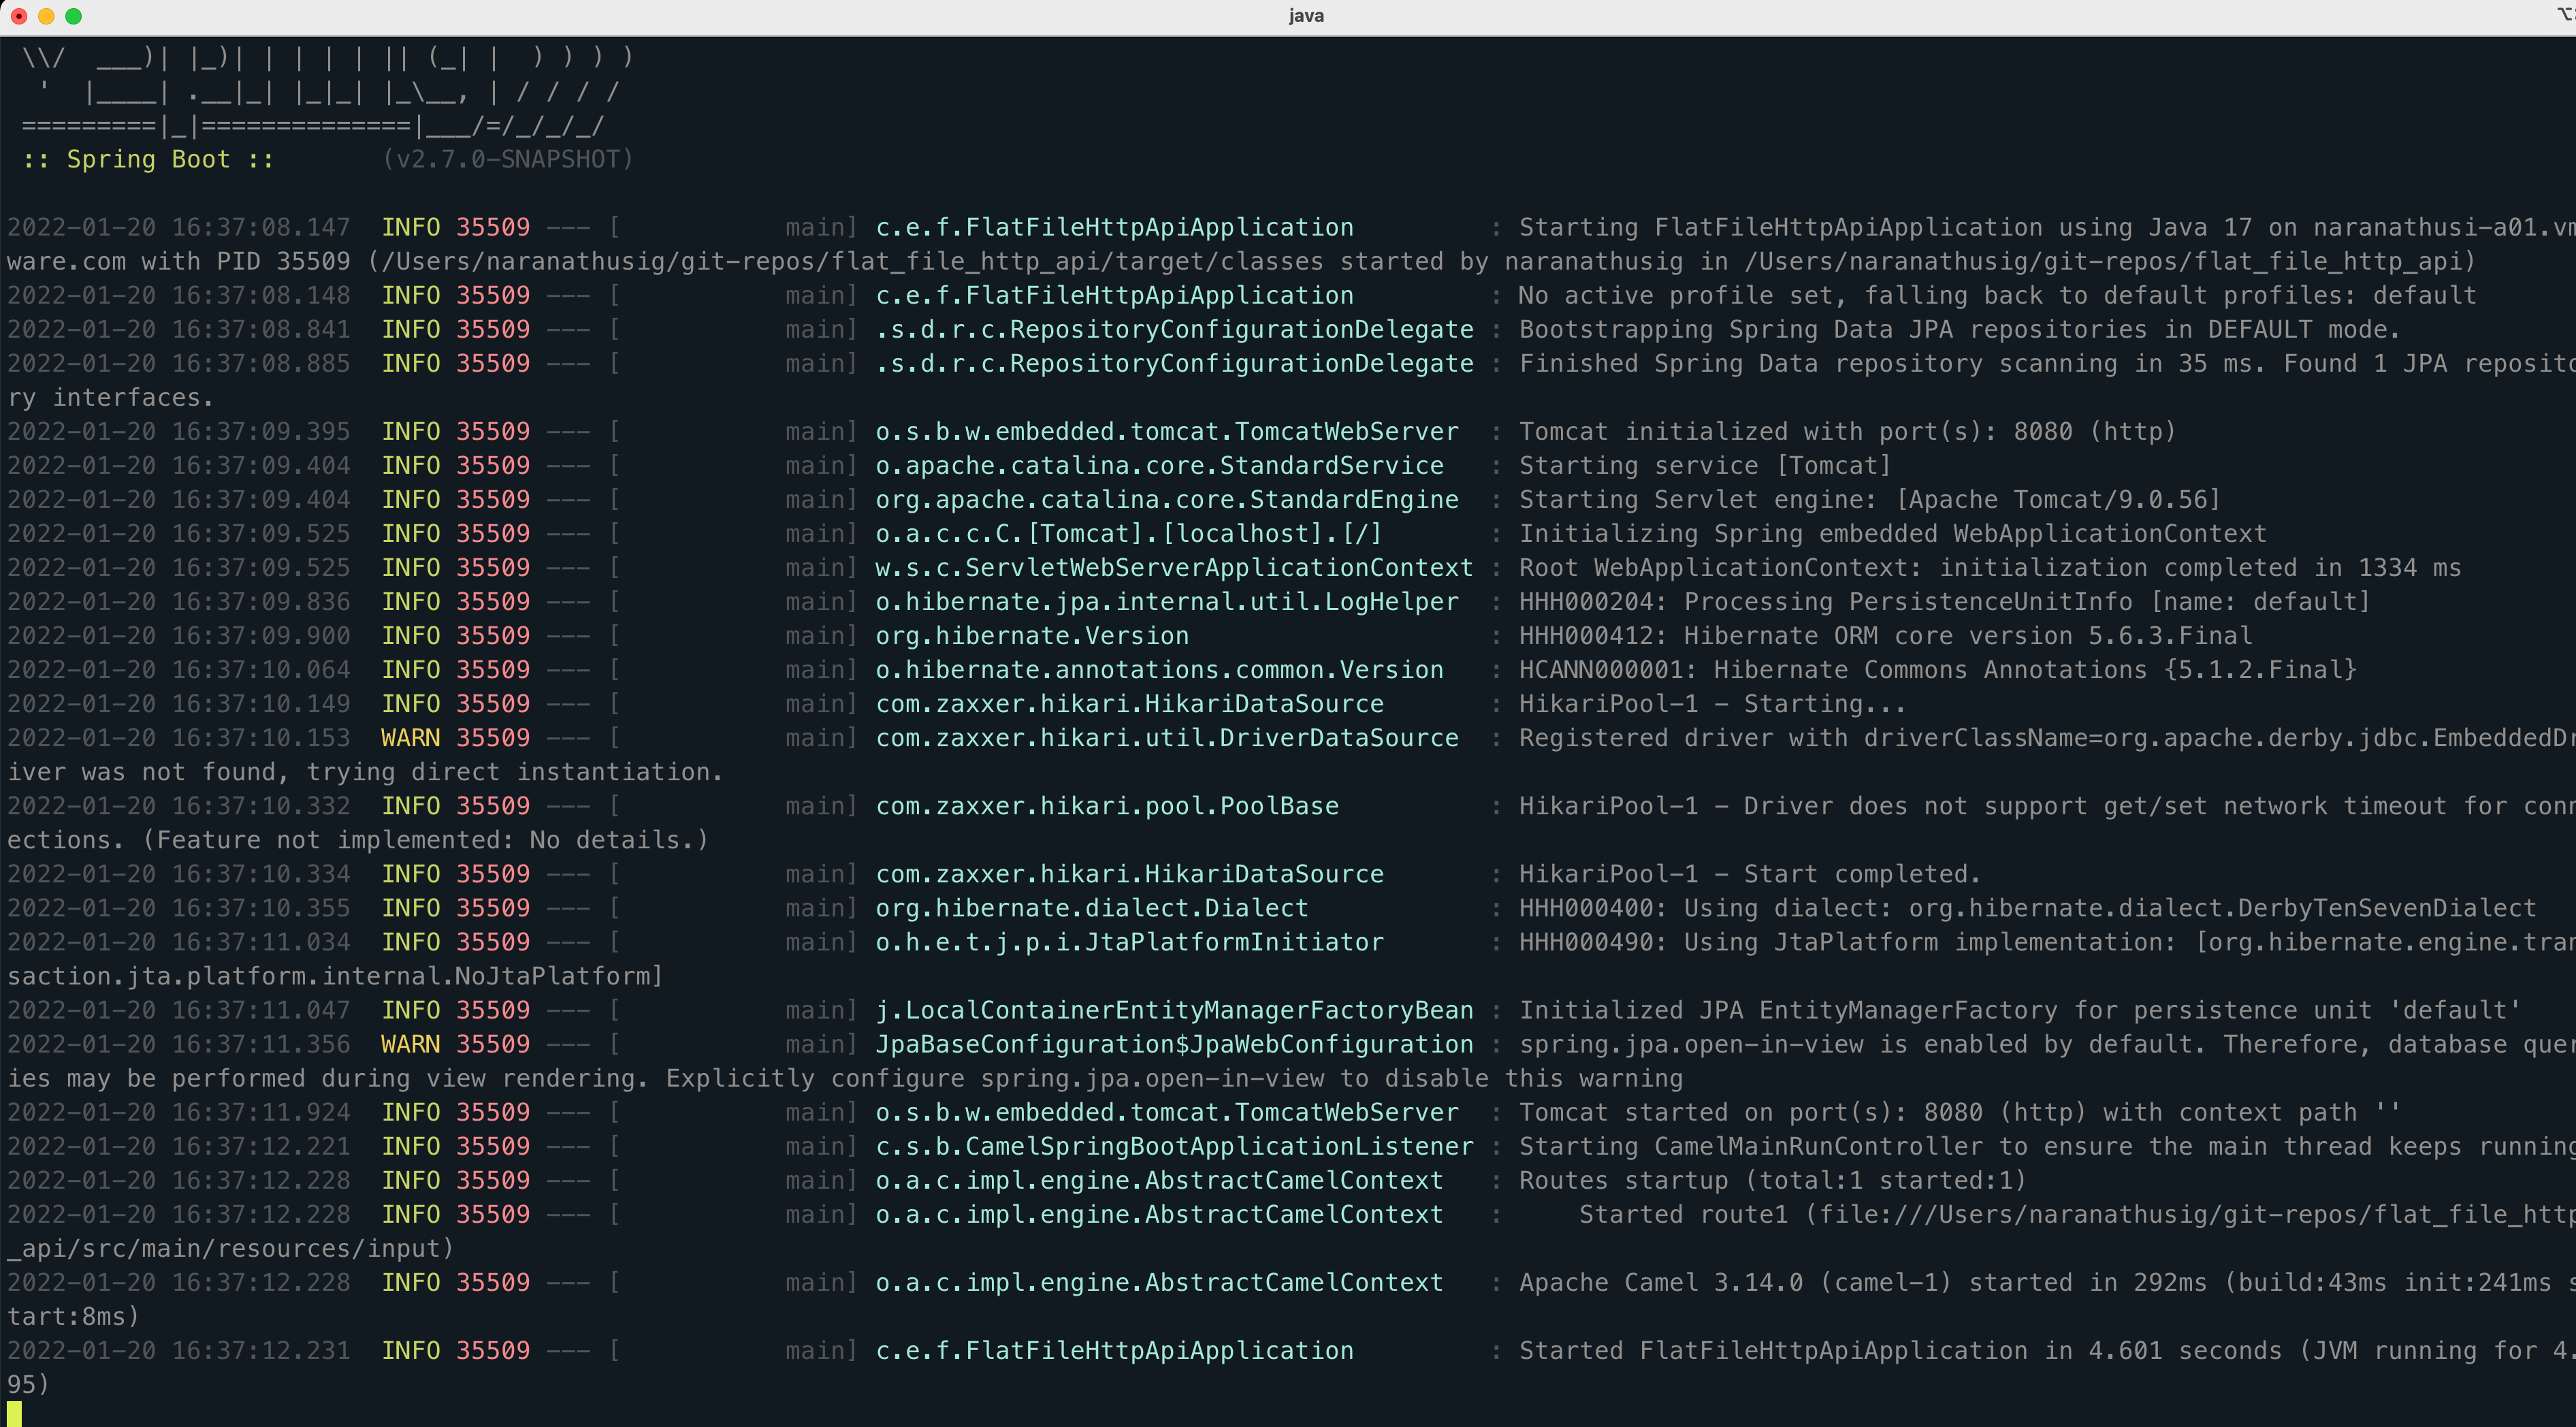 java
 \\/  ___)| |_)| | | | | || (_| |  ) ) ) )
  '  |____| .__|_| |_|_| |_\__, | / / / /
 =========|_|==============|___/=/_/_/_/
 :: Spring Boot ::       (v2.7.0-SNAPSHOT)
2022-01-20 16:37:08.147  INFO 35509 --- [           main] c.e.f.FlatFileHttpApiApplication         : Starting FlatFileHttpApiApplication using Java 17 on naranathusi-a01.vm
ware.com with PID 35509 (/Users/naranathusig/git-repos/flat_file_http_api/target/classes started by naranathusig in /Users/naranathusig/git-repos/flat_file_http_api)
2022-01-20 16:37:08.148  INFO 35509 --- [           main] c.e.f.FlatFileHttpApiApplication         : No active profile set, falling back to default profiles: default
2022-01-20 16:37:08.841  INFO 35509 --- [           main] .s.d.r.c.RepositoryConfigurationDelegate : Bootstrapping Spring Data JPA repositories in DEFAULT mode.
2022-01-20 16:37:08.885  INFO 35509 --- [           main] .s.d.r.c.RepositoryConfigurationDelegate : Finished Spring Data repository scanning in 35 ms. Found 1 JPA reposito
ry interfaces.
2022-01-20 16:37:09.395  INFO 35509 --- [           main] o.s.b.w.embedded.tomcat.TomcatWebServer  : Tomcat initialized with port(s): 8080 (http)
2022-01-20 16:37:09.404  INFO 35509 --- [           main] o.apache.catalina.core.StandardService   : Starting service [Tomcat]
2022-01-20 16:37:09.404  INFO 35509 --- [           main] org.apache.catalina.core.StandardEngine  : Starting Servlet engine: [Apache Tomcat/9.0.56]
2022-01-20 16:37:09.525  INFO 35509 --- [           main] o.a.c.c.C.[Tomcat].[localhost].[/]       : Initializing Spring embedded WebApplicationContext
2022-01-20 16:37:09.525  INFO 35509 --- [           main] w.s.c.ServletWebServerApplicationContext : Root WebApplicationContext: initialization completed in 1334 ms
2022-01-20 16:37:09.836  INFO 35509 --- [           main] o.hibernate.jpa.internal.util.LogHelper  : HHH000204: Processing PersistenceUnitInfo [name: default]
2022-01-20 16:37:09.900  INFO 35509 --- [           main] org.hibernate.Version                    : HHH000412: Hibernate ORM core version 5.6.3.Final
2022-01-20 16:37:10.064  INFO 35509 --- [           main] o.hibernate.annotations.common.Version   : HCANN000001: Hibernate Commons Annotations {5.1.2.Final}
2022-01-20 16:37:10.149  INFO 35509 --- [           main] com.zaxxer.hikari.HikariDataSource       : HikariPool-1 - Starting...
2022-01-20 16:37:10.153  WARN 35509 --- [           main] com.zaxxer.hikari.util.DriverDataSource  : Registered driver with driverClassName=org.apache.derby.jdbc.EmbeddedDr
iver was not found, trying direct instantiation.
2022-01-20 16:37:10.332  INFO 35509 --- [           main] com.zaxxer.hikari.pool.PoolBase          : HikariPool-1 - Driver does not support get/set network timeout for conn
ections. (Feature not implemented: No details.)
2022-01-20 16:37:10.334  INFO 35509 --- [           main] com.zaxxer.hikari.HikariDataSource       : HikariPool-1 - Start completed.
2022-01-20 16:37:10.355  INFO 35509 --- [           main] org.hibernate.dialect.Dialect            : HHH000400: Using dialect: org.hibernate.dialect.DerbyTenSevenDialect
2022-01-20 16:37:11.034  INFO 35509 --- [           main] o.h.e.t.j.p.i.JtaPlatformInitiator       : HHH000490: Using JtaPlatform implementation: [org.hibernate.engine.tran
saction.jta.platform.internal.NoJtaPlatform]
2022-01-20 16:37:11.047  INFO 35509 --- [           main] j.LocalContainerEntityManagerFactoryBean : Initialized JPA EntityManagerFactory for persistence unit 'default'
2022-01-20 16:37:11.356  WARN 35509 --- [           main] JpaBaseConfiguration$JpaWebConfiguration : spring.jpa.open-in-view is enabled by default. Therefore, database quer
ies may be performed during view rendering. Explicitly configure spring.jpa.open-in-view to disable this warning
2022-01-20 16:37:11.924  INFO 35509 --- [           main] o.s.b.w.embedded.tomcat.TomcatWebServer  : Tomcat started on port(s): 8080 (http) with context path ''
2022-01-20 16:37:12.221  INFO 35509 --- [           main] c.s.b.CamelSpringBootApplicationListener : Starting CamelMainRunController to ensure the main thread keeps running
2022-01-20 16:37:12.228  INFO 35509 --- [           main] o.a.c.impl.engine.AbstractCamelContext   : Routes startup (total:1 started:1)
2022-01-20 16:37:12.228  INFO 35509 --- [           main] o.a.c.impl.engine.AbstractCamelContext   :     Started route1 (file:///Users/naranathusig/git-repos/flat_file_http
_api/src/main/resources/input)
2022-01-20 16:37:12.228  INFO 35509 --- [           main] o.a.c.impl.engine.AbstractCamelContext   : Apache Camel 3.14.0 (camel-1) started in 292ms (build:43ms init:241ms s
tart:8ms)
2022-01-20 16:37:12.231  INFO 35509 --- [           main] c.e.f.FlatFileHttpApiApplication         : Started FlatFileHttpApiApplication in 4.601 seconds (JVM running for 4.
95)